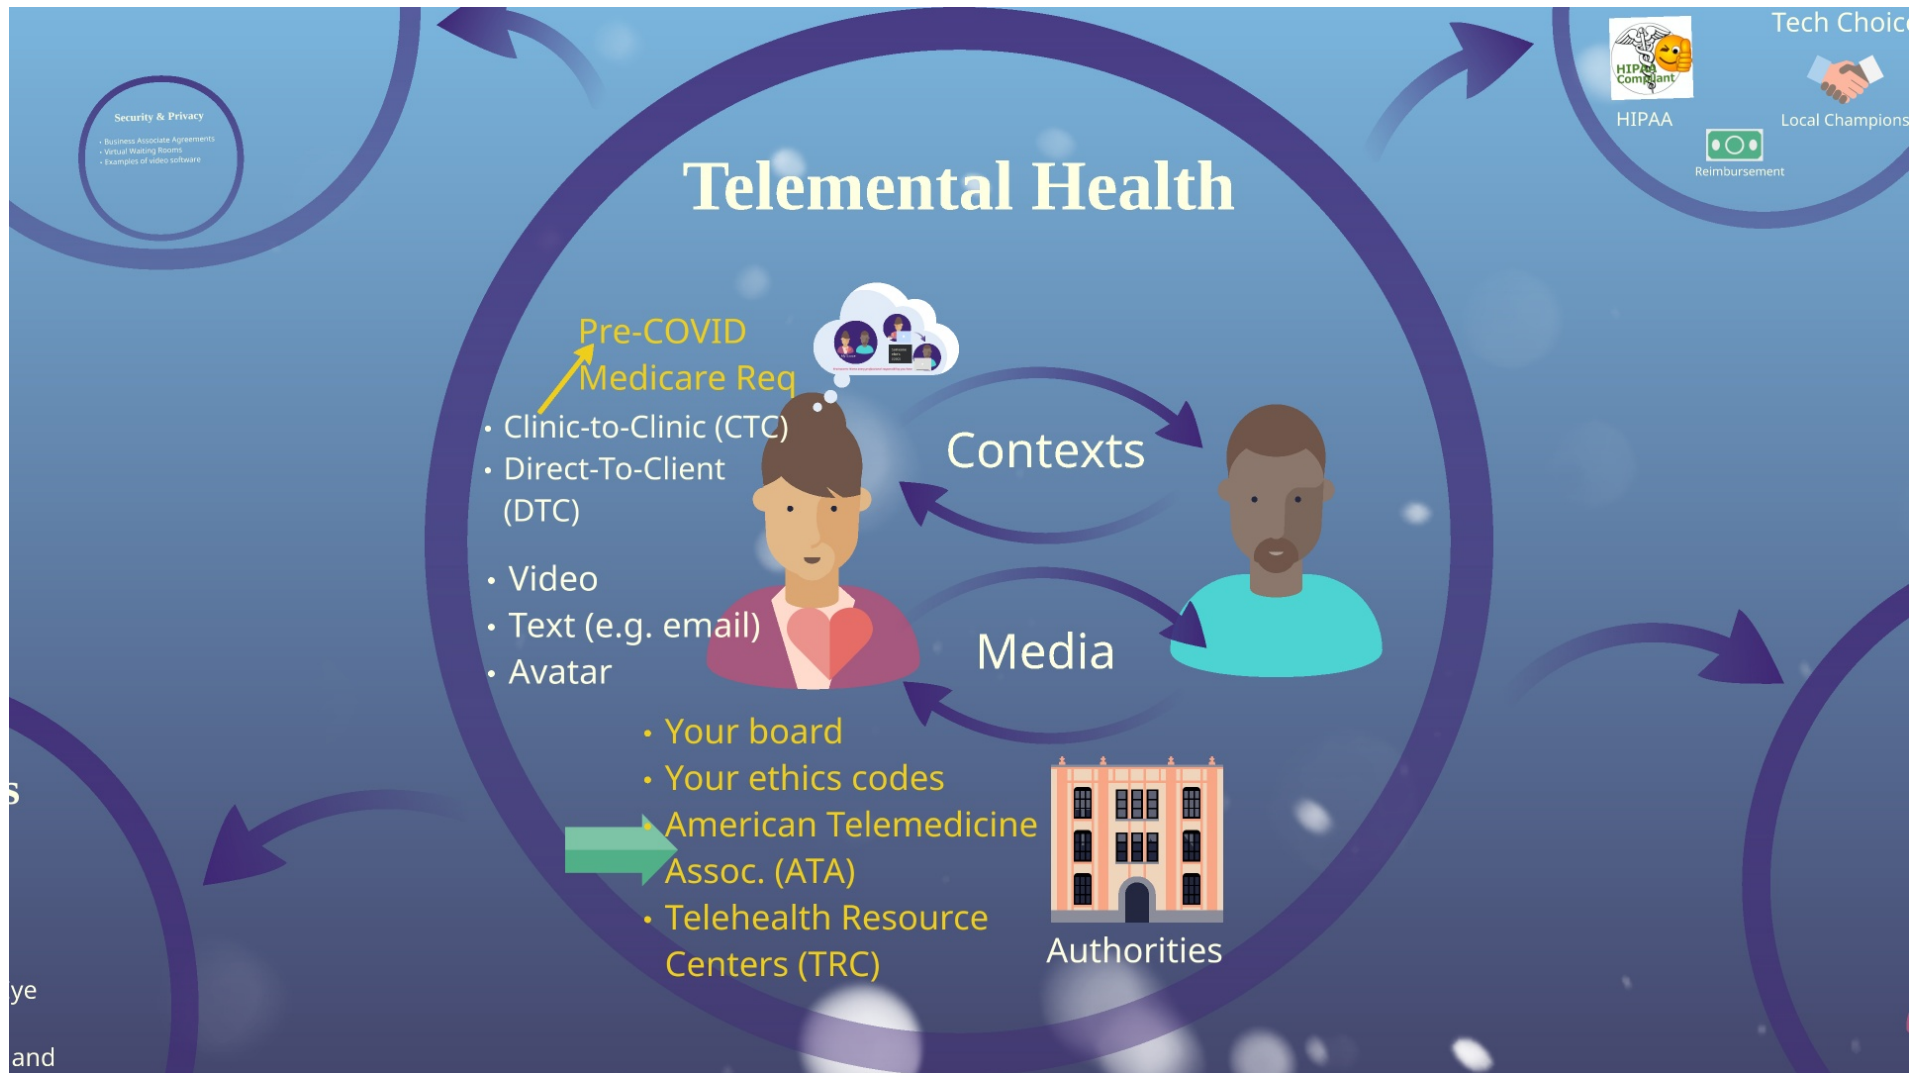 Security & Privacy
• Business Associate Agreements
• Virtual Waiting Rooms
• Examples of video software
Tech Choice
HIPAA
Compliant
HIPAA
Local Champions
Reimbursement
Telemental Health
Pre-COVID
Medicare Req
• Clinic-to-Clinic (CTC)
• Direct-To-Client
(DTC)
Contexts
• Video
• Text (e.g. email)
• Avatar
Media
• Your board
• Your ethics codes
• American Telemedicine
Assoc. (ATA)
• Telehealth Resource
Centers (TRC)
Authorities
s
ye
and